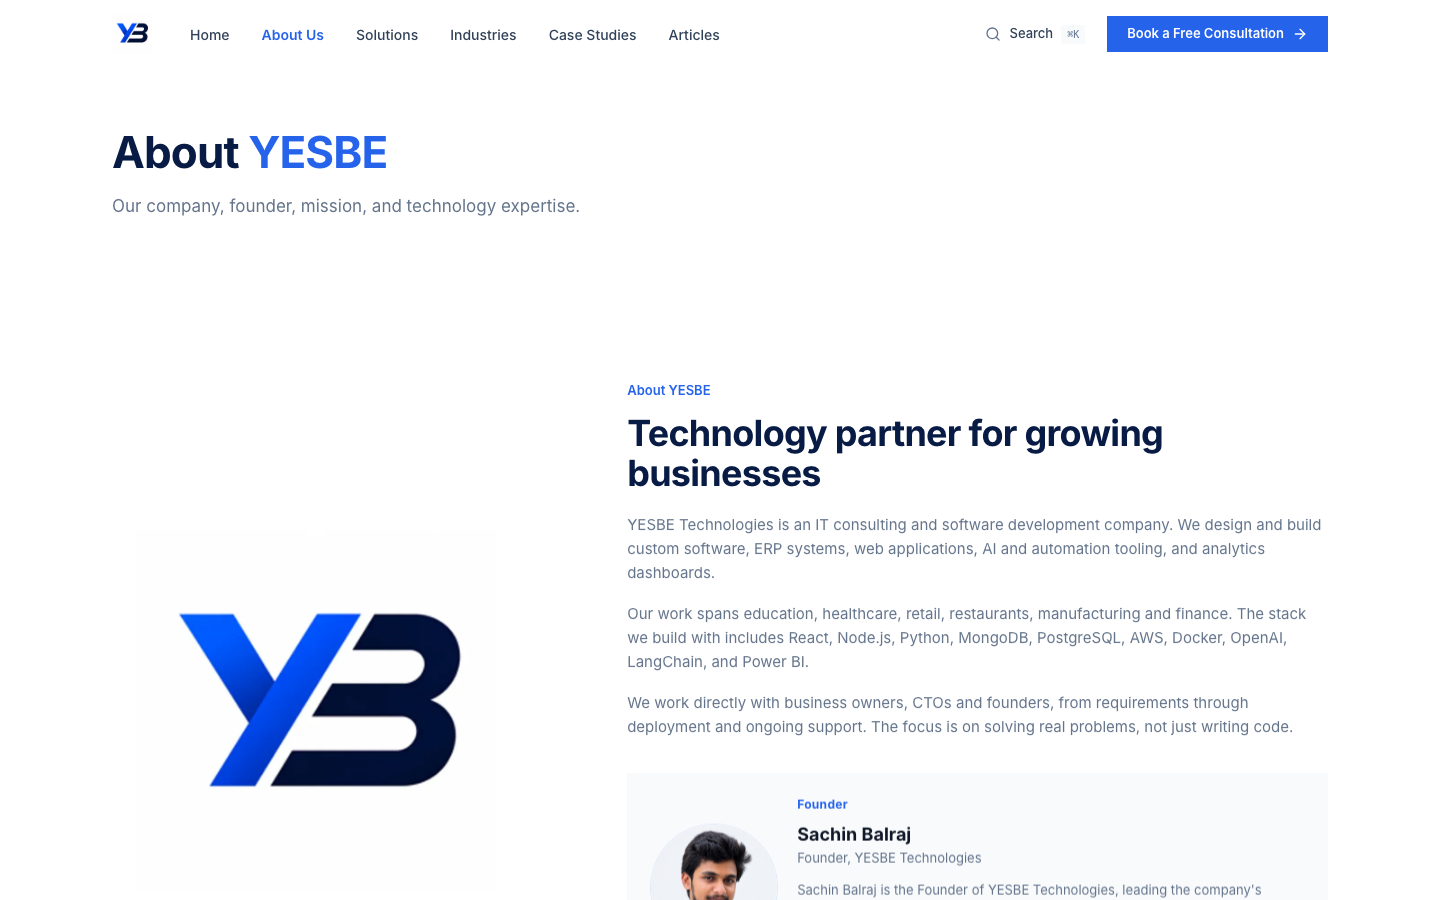 YB
Home
About Us
Solutions
Industries
Case Studies
Articles
Search
⌘K
Book a Free Consultation →
About YESBE
Our company, founder, mission, and technology expertise.
About YESBE
Technology partner for growing
businesses
YESBE Technologies is an IT consulting and software development company. We design and build
custom software, ERP systems, web applications, AI and automation tooling, and analytics
dashboards.
Our work spans education, healthcare, retail, restaurants, manufacturing and finance. The stack
we build with includes React, Node.js, Python, MongoDB, PostgreSQL, AWS, Docker, OpenAI,
LangChain, and Power BI.
We work directly with business owners, CTOs and founders, from requirements through
deployment and ongoing support. The focus is on solving real problems, not just writing code.
YB
Founder
Sachin Balraj
Founder, YESBE Technologies
Sachin Balraj is the Founder of YESBE Technologies, leading the company's